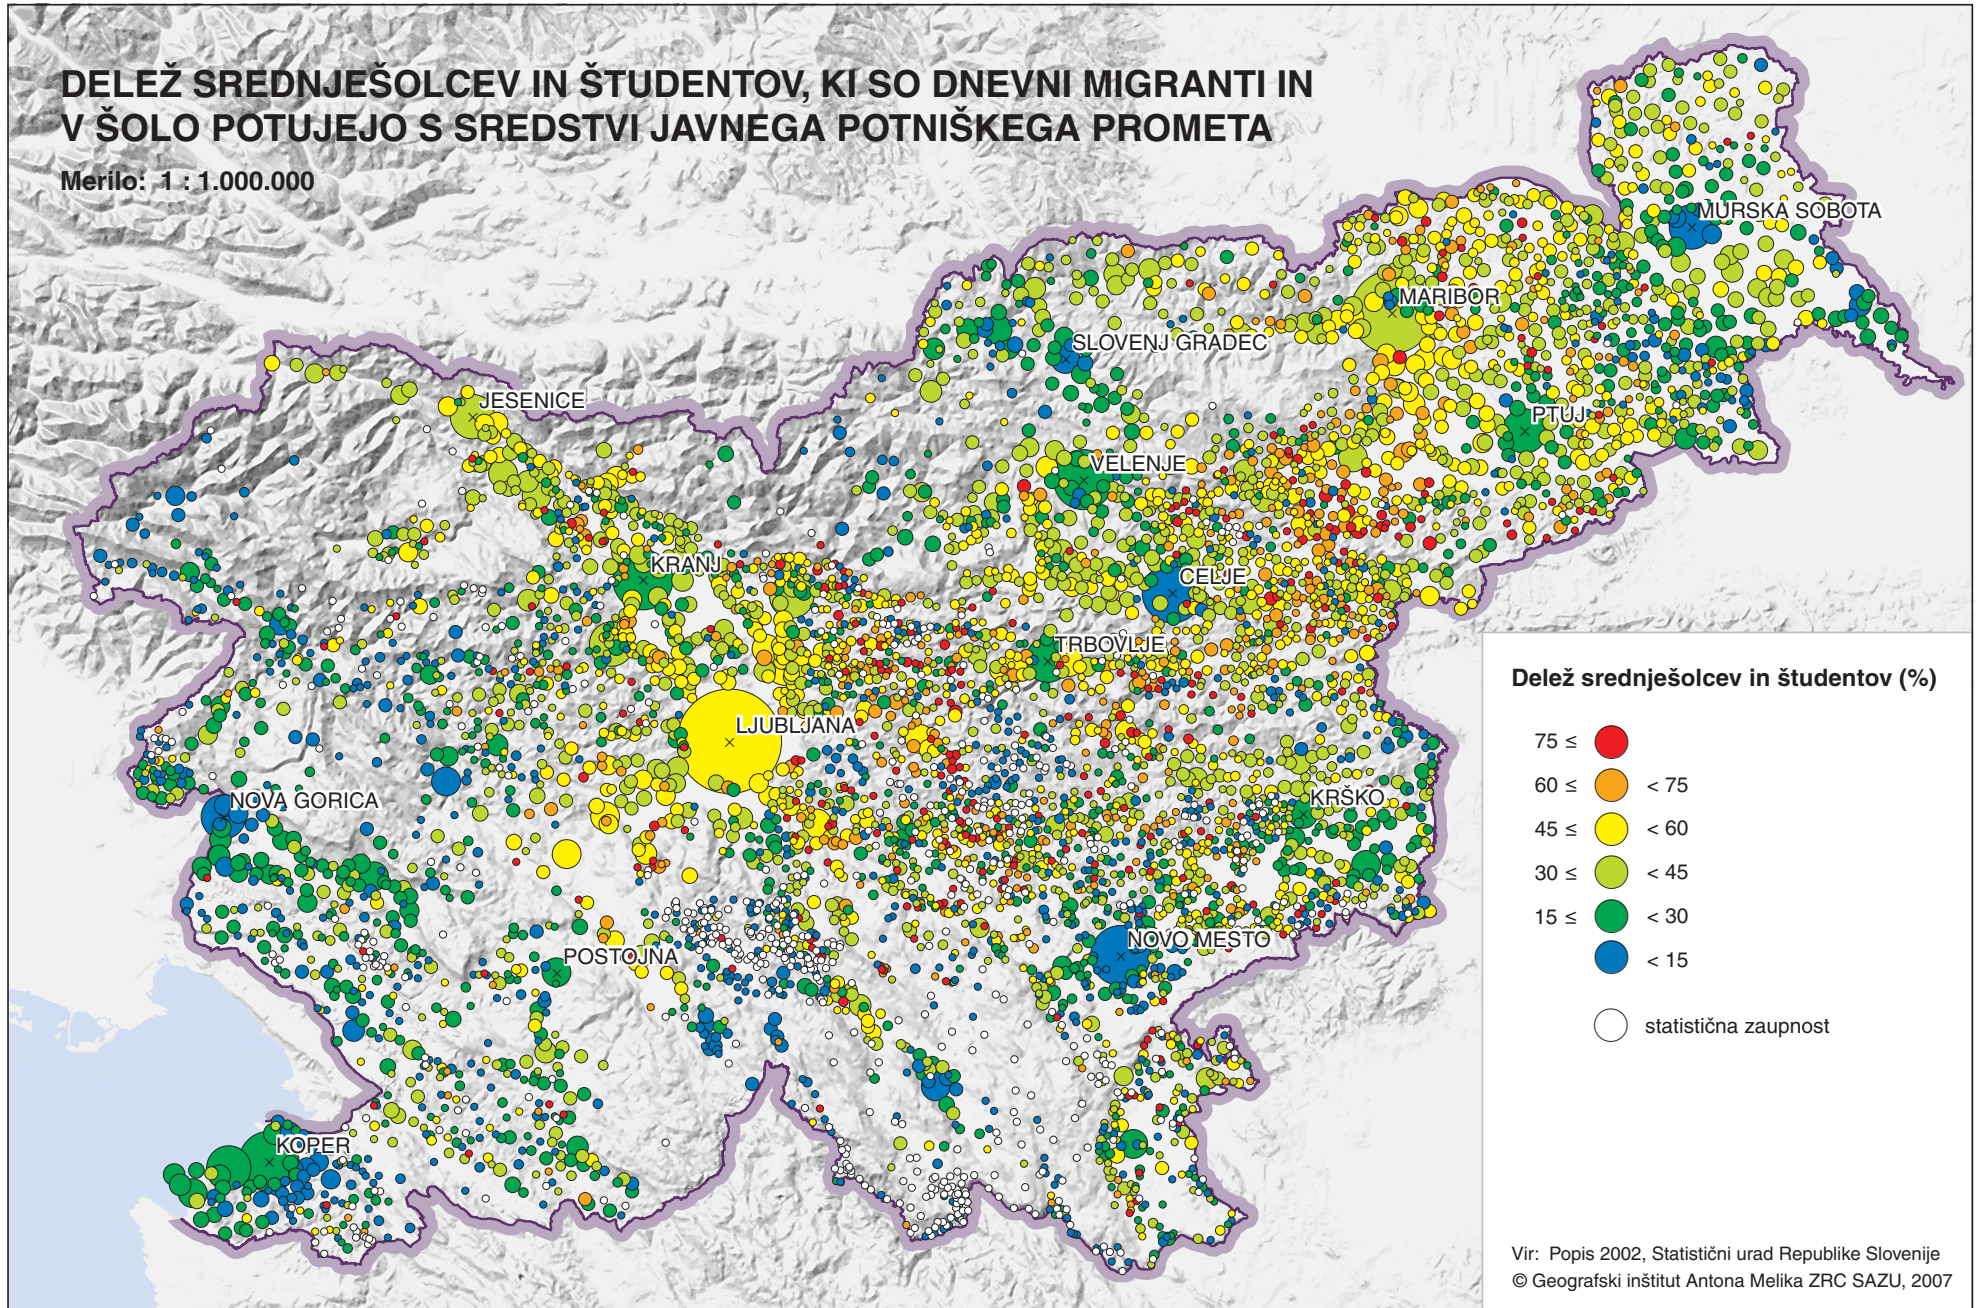 DELEŽ SREDNJEŠOLCEV IN ŠTUDENTOV, KI SO DNEVNI MIGRANTI IN
V ŠOLO POTUJEJO S SREDSTVI JAVNEGA POTNIŠKEGA PROMETA
Merilo: 1 : 1.000.000
MURSKA SOBOTA
MARIBOR
SLOVENJ GRADEC
JESENICE
PTUJ
VELENJE
KRANJ
CELJE
TRBOVLJE
LJUBLJANA
NOVA GORICA
KRŠKO
POSTOJNA
NOVO MESTO
KOPER
Delež srednješolcev in študentov (%)
75 ≤
60 ≤ < 75
45 ≤ < 60
30 ≤ < 45
15 ≤ < 30
< 15
statistična zaupnost
Vir: Popis 2002, Statistični urad Republike Slovenije
© Geografski inštitut Antona Melika ZRC SAZU, 2007